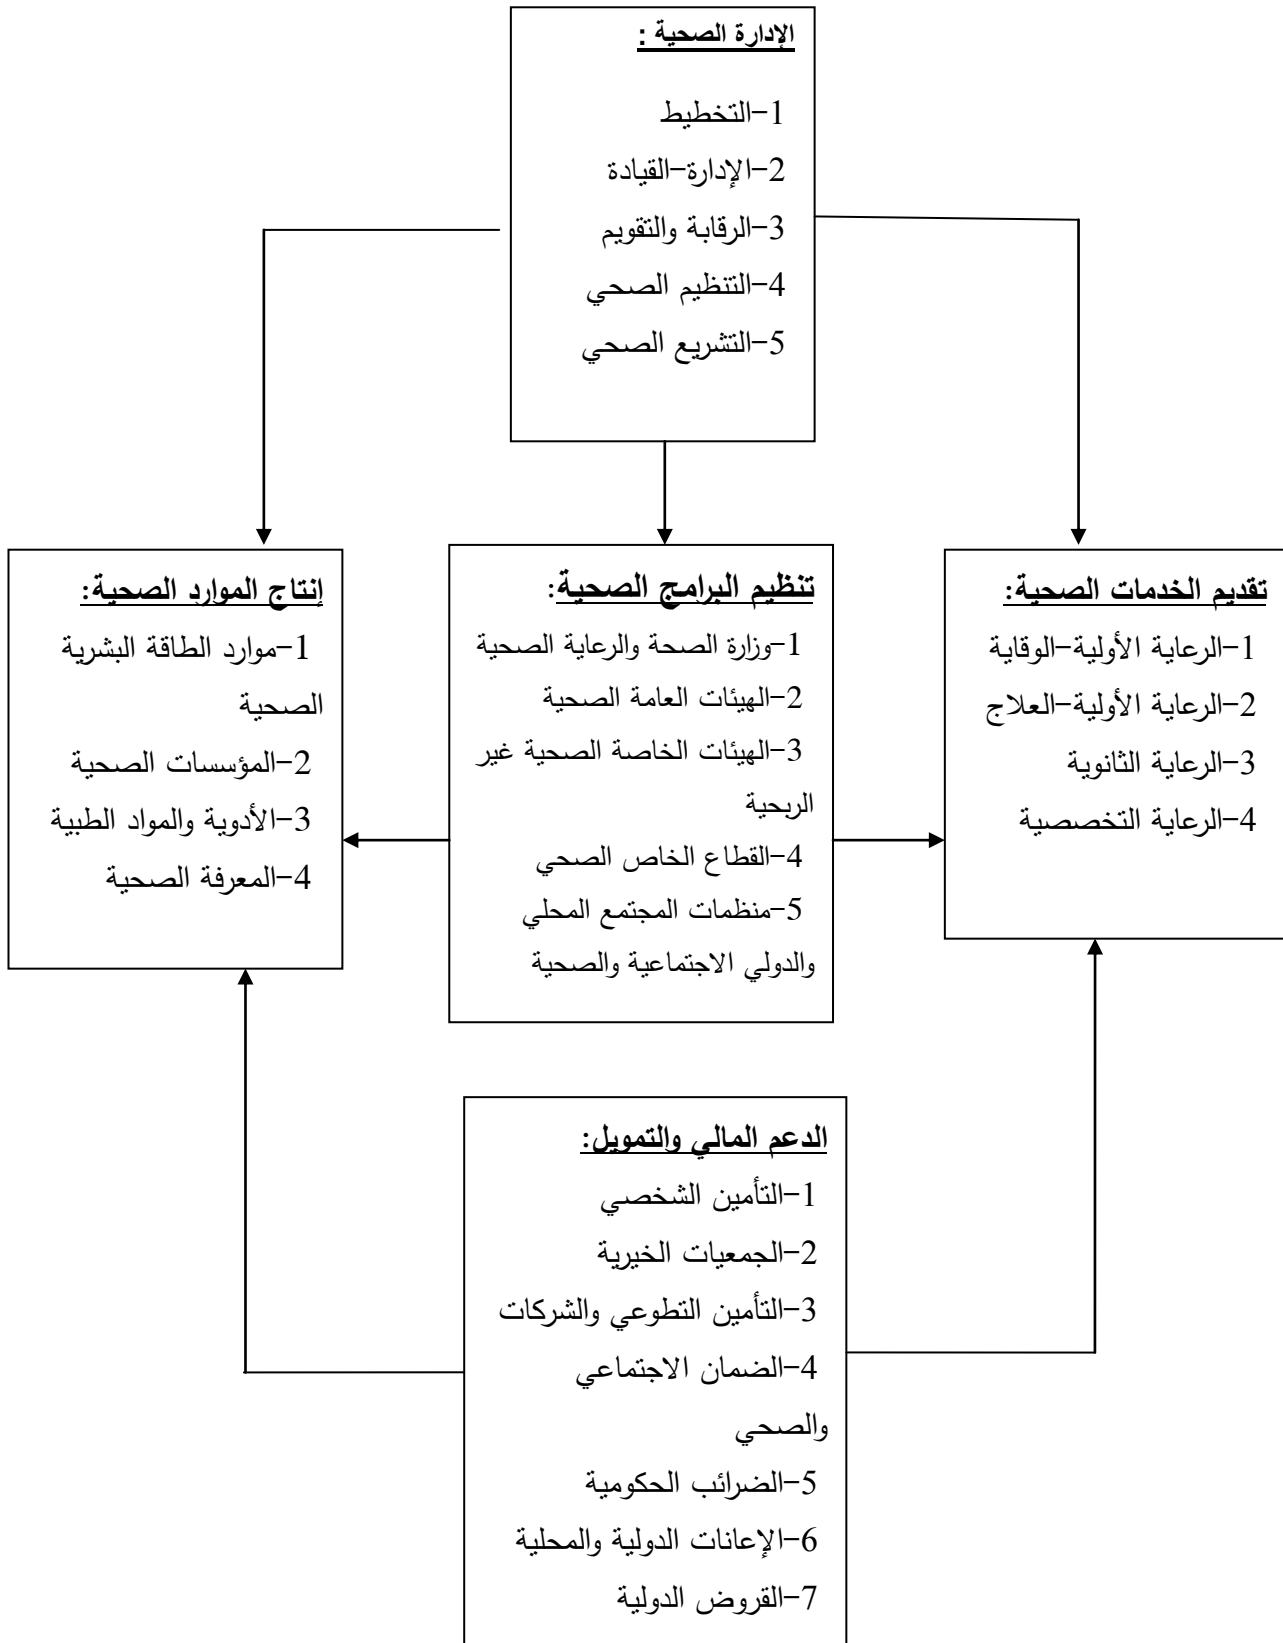 الإدارة الصحية :
1-التخطيط
2-الإدارة-القيادة
3-الرقابة والتقويم
4-التنظيم الصحي
5-التشريع الصحي
تقديم الخدمات الصحية:
1-الرعاية الأولية-الوقاية
2-الرعاية الأولية-العلاج
3-الرعاية الثانوية
4-الرعاية التخصصية
تنظيم البرامج الصحية:
1-وزارة الصحة والرعاية الصحية
2-الهيئات العامة الصحية
3-الهيئات الخاصة الصحية غير
الربحية
4-القطاع الخاص الصحي
5-منظمات المجتمع المحلي
والدولي الاجتماعية والصحية
إنتاج الموارد الصحية:
1-موارد الطاقة البشرية
الصحية
2-المؤسسات الصحية
3-الأدوية والمواد الطبية
4-المعرفة الصحية
الدعم المالي والتمويل:
1-التأمين الشخصي
2-الجمعيات الخيرية
3-التأمين التطوعي والشركات
4-الضمان الاجتماعي
والصحي
5-الضرائب الحكومية
6-الإعانات الدولية والمحلية
7-القروض الدولية